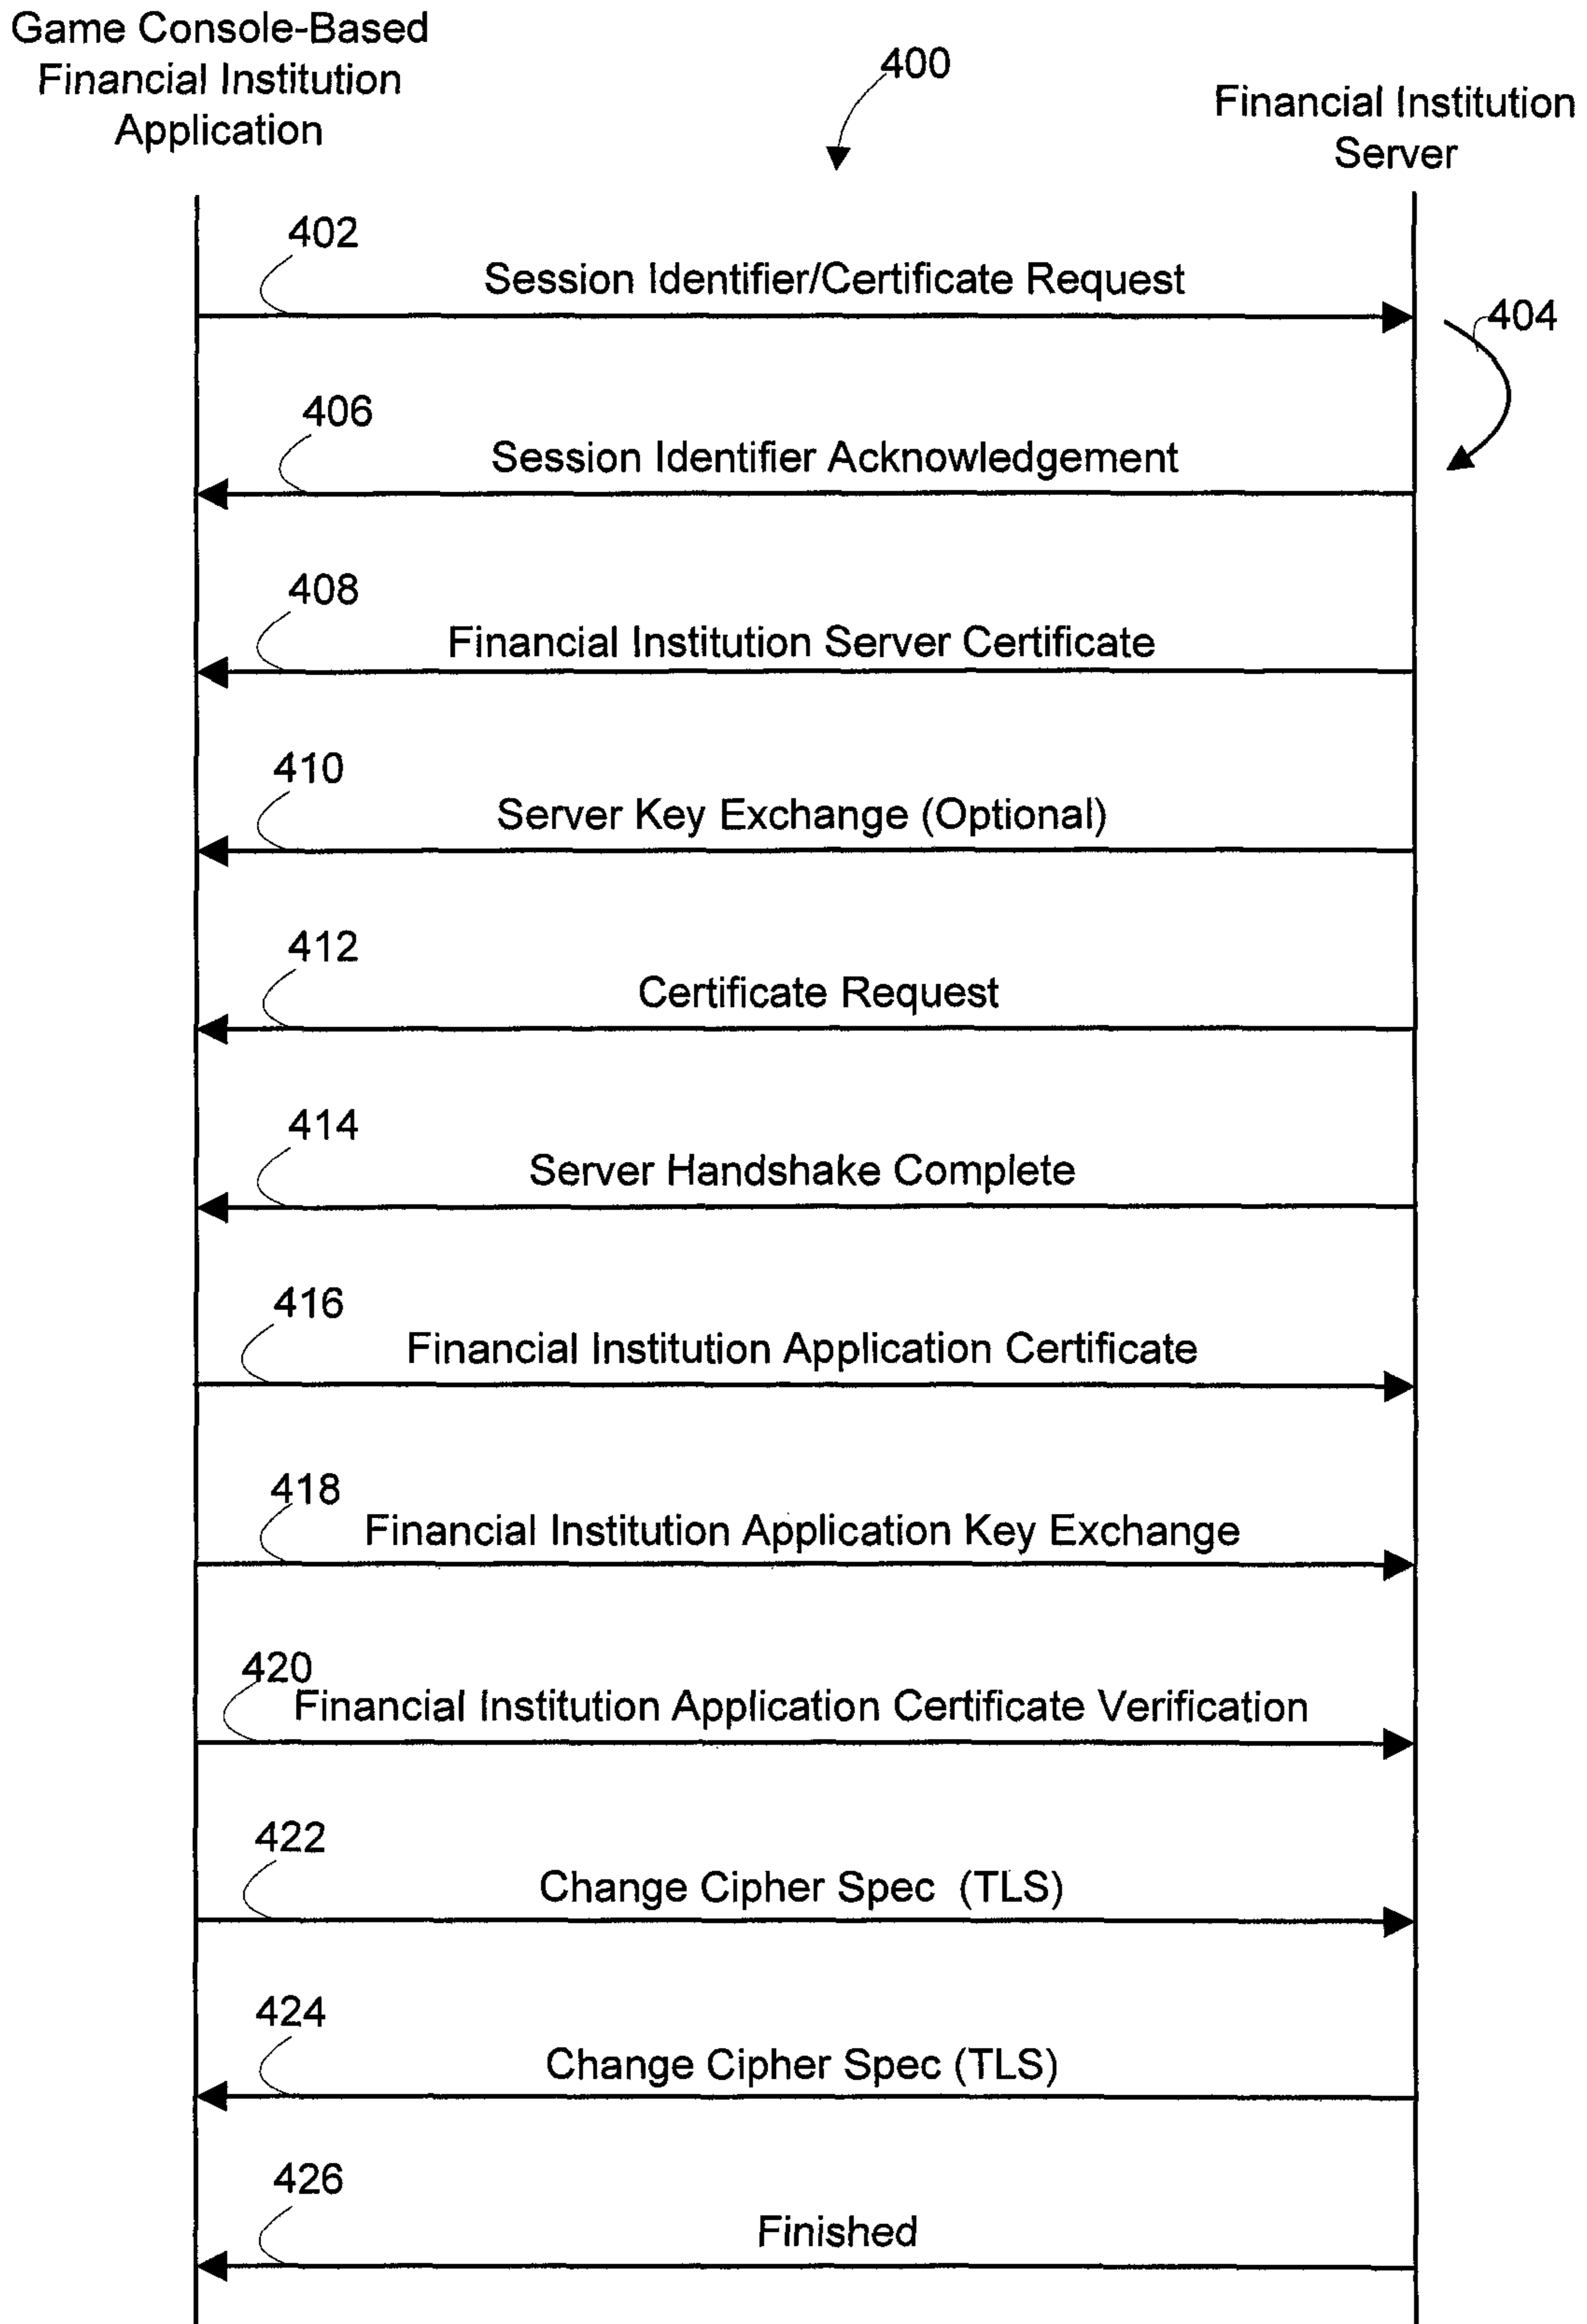 Game Console-Based
Financial Institution
Application
400
Financial Institution
Server
402
Session Identifier/Certificate Request
404
406
Session Identifier Acknowledgement
408
Financial Institution Server Certificate
410
Server Key Exchange (Optional)
412
Certificate Request
414
Server Handshake Complete
416
Financial Institution Application Certificate
418
Financial Institution Application Key Exchange
420
Financial Institution Application Certificate Verification
422
Change Cipher Spec (TLS)
424
Change Cipher Spec (TLS)
426
Finished